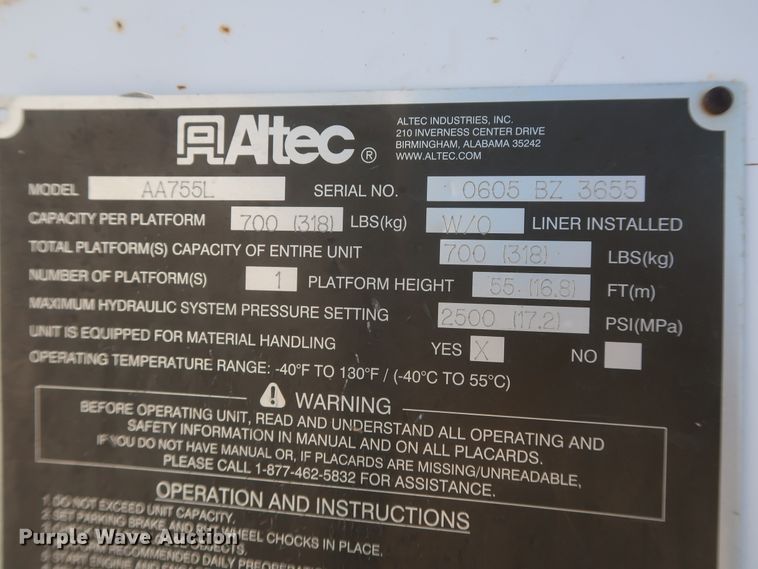 Altec ®
ALTEC INDUSTRIES, INC.
210 INVERNESS CENTER DRIVE
BIRMINGHAM, ALABAMA 35242
WWW.ALTEC.COM
MODEL AA755L SERIAL NO. 0605 BZ 3655
CAPACITY PER PLATFORM 700 (318) LBS(kg) W/O LINER INSTALLED
TOTAL PLATFORM(S) CAPACITY OF ENTIRE UNIT 700 (318) LBS(kg)
NUMBER OF PLATFORM(S) 1 PLATFORM HEIGHT 55 (16.8) FT(m)
MAXIMUM HYDRAULIC SYSTEM PRESSURE SETTING 2500 (17.2) PSI(MPa)
UNIT IS EQUIPPED FOR MATERIAL HANDLING YES X NO
OPERATING TEMPERATURE RANGE: -40°F TO 130°F / (-40°C TO 55°C)
WARNING
BEFORE OPERATING UNIT, READ AND UNDERSTAND ALL OPERATING AND
SAFETY INFORMATION IN MANUAL AND ON ALL PLACARDS.
IF YOU DO NOT HAVE MANUAL OR, IF PLACARDS ARE MISSING/UNREADABLE,
PLEASE CALL 1-877-462-5832 FOR ASSISTANCE.
OPERATION AND INSTRUCTIONS
1. DO NOT EXCEED UNIT CAPACITY.
2. SET PARKING BRAKE AND PUT WHEEL CHOCKS IN PLACE.
OBJECTS.
RECOMMENDED DAILY
START ENGINE AND
Purple Wave Auction